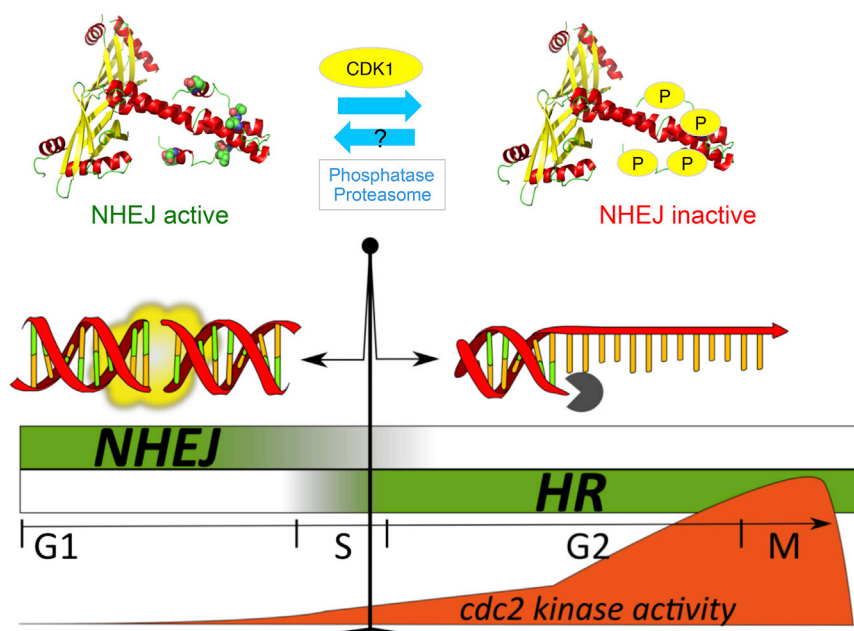 CDK1
?
Phosphatase
Proteasome
P
P
P
P
NHEJ active
NHEJ inactive
NHEJ
HR
G1
S
G2
M
cdc2 kinase activity